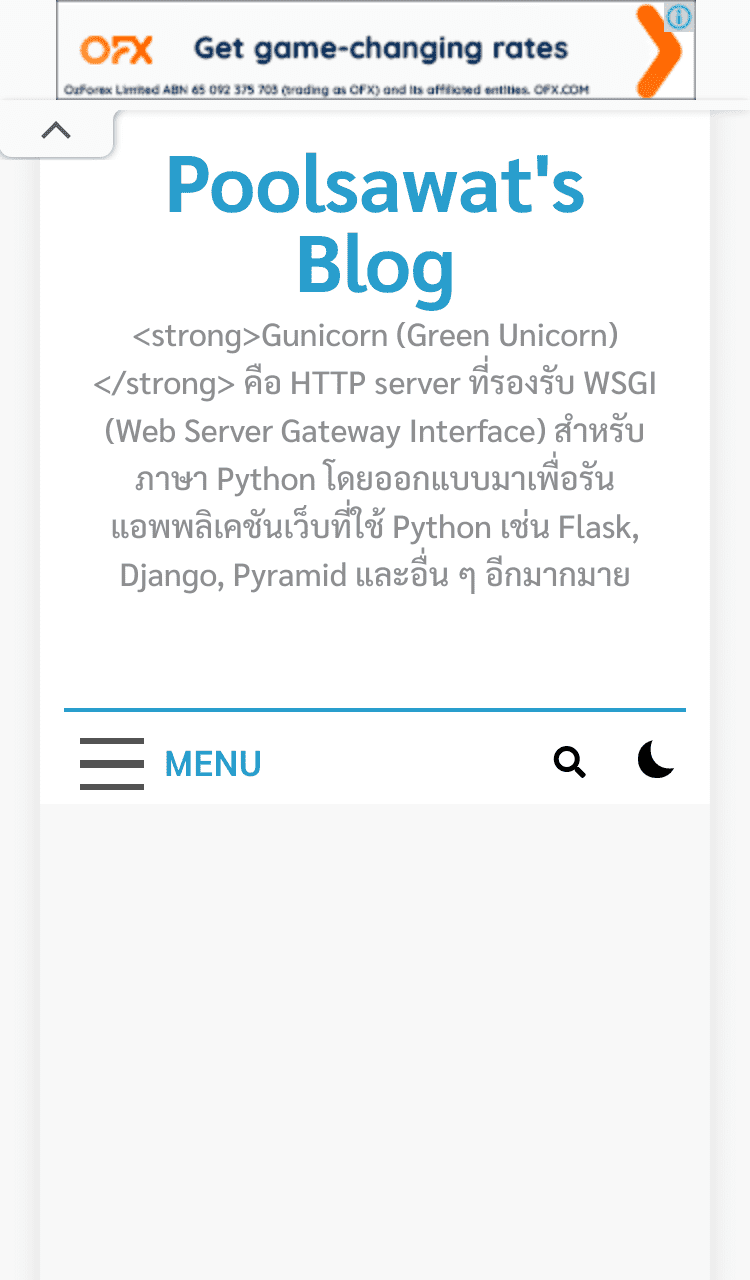 OFX
Get game-changing rates
OzForex Limited ABN 65 092 375 703 (trading as OFX) and its affiliated entities. OFX.COM
Poolsawat's
Blog
<strong>Gunicorn (Green Unicorn)
</strong> คือ HTTP server ที่รองรับ WSGI
(Web Server Gateway Interface) สำหรับ
ภาษา Python โดยออกแบบมาเพื่อรัน
แอพพลิเคชันเว็บที่ใช้ Python เช่น Flask,
Django, Pyramid และอื่น ๆ อีกมากมาย
MENU